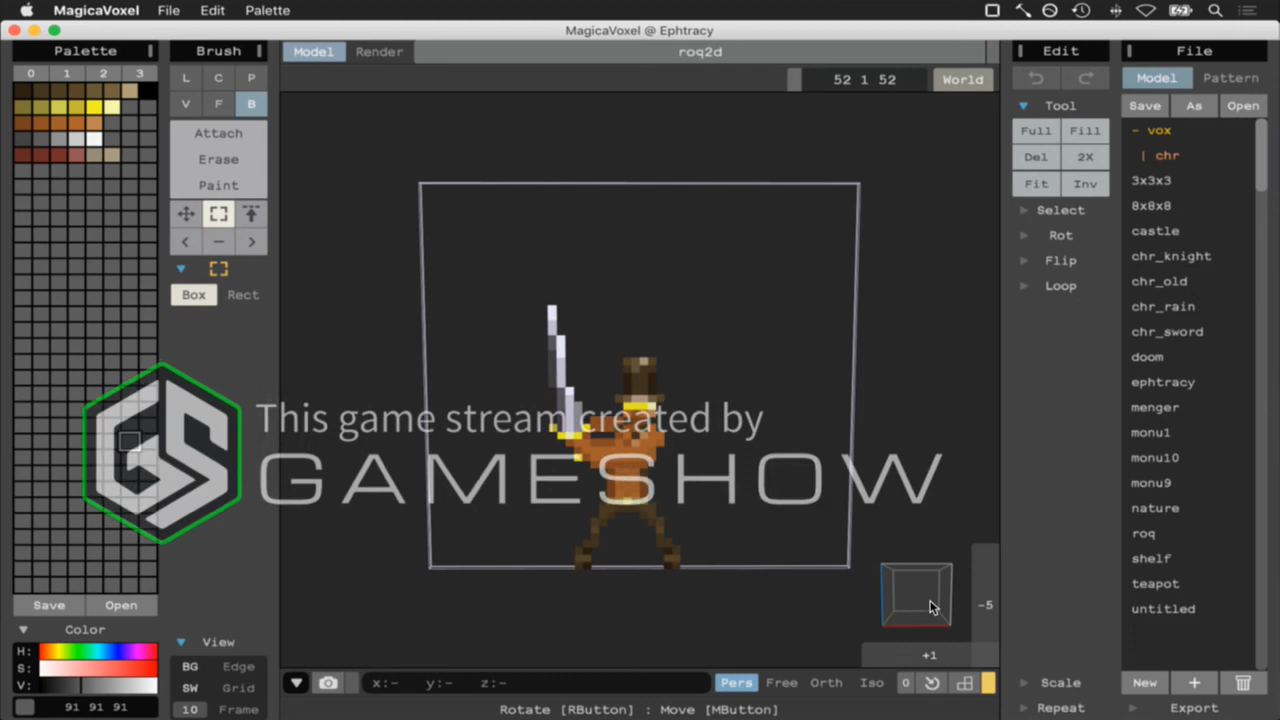 MagicaVoxel File Edit Palette
MagicaVoxel @ Ephtracy
Palette
0 1 2 3
Save Open
Color
H:
S:
V:
91 91 91
Brush
L C P
V F B
Attach
Erase
Paint
Box Rect
View
BG Edge
SW Grid
10 Frame
Model Render roq2d
52 1 52 World
This game stream created by
GS GAMESHOW
-5
+1
x:- y:- z:-
Pers Free Orth Iso 0
Rotate [RButton] : Move [MButton]
Edit
Tool
Full Fill
Del 2X
Fit Inv
Select
Rot
Flip
Loop
Scale
Repeat
File
Model Pattern
Save As Open
- vox
| chr
3x3x3
8x8x8
castle
chr_knight
chr_old
chr_rain
chr_sword
doom
ephtracy
menger
monu1
monu10
monu9
nature
roq
shelf
teapot
untitled
New +
Export